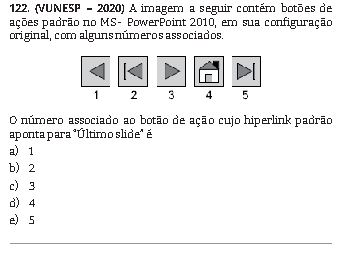 122. (VUNESP – 2020) A imagem a seguir contém botões de
ações padrão no MS- PowerPoint 2010, em sua configuração
original, com alguns números associados.
1 2 3 4 5
O número associado ao botão de ação cujo hiperlink padrão
aponta para "Último slide" é
a) 1
b) 2
c) 3
d) 4
e) 5